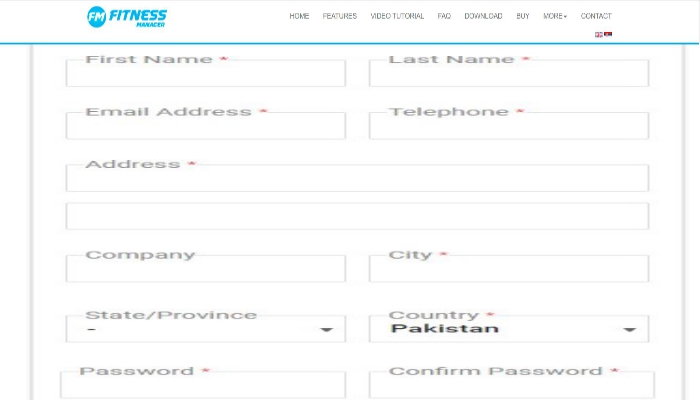 FM FITNESS MANAGER
HOME FEATURES VIDEO TUTORIAL FAQ DOWNLOAD BUY MORE CONTACT
First Name * Last Name *
Email Address * Telephone *
Address *
Company City *
State/Province Country *
- Pakistan
Password * Confirm Password *